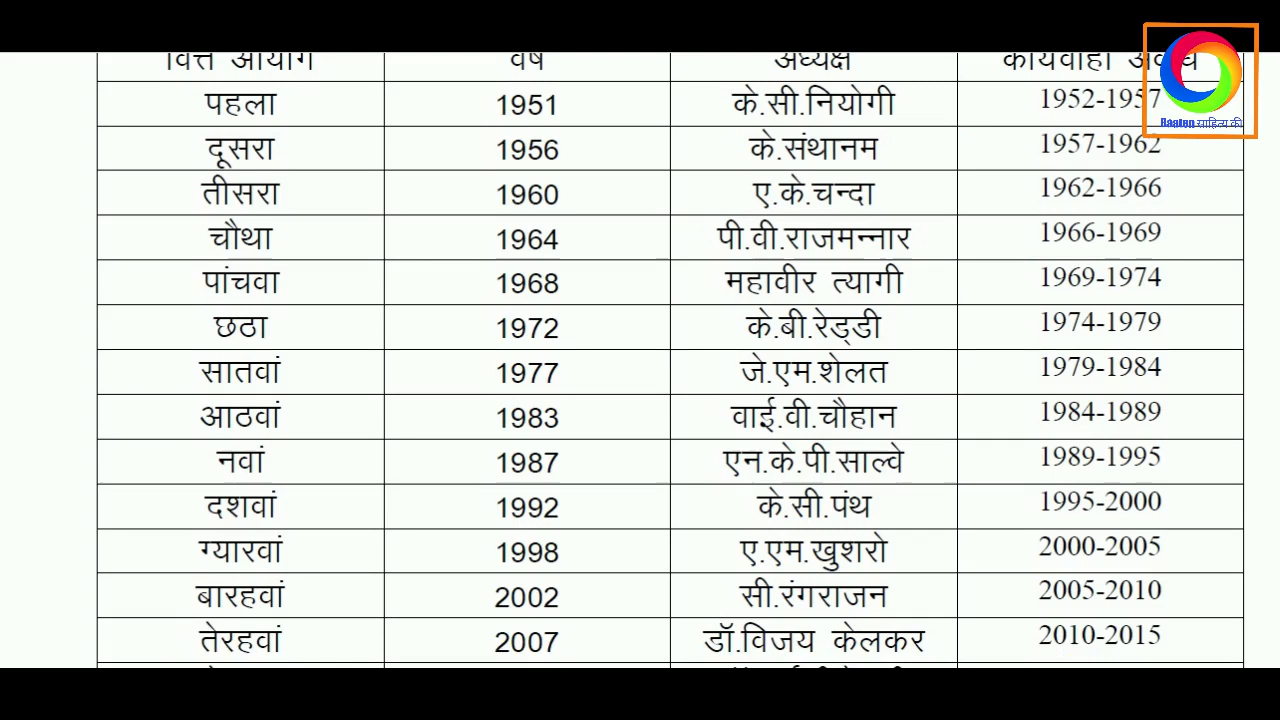 वित्त आयोग वर्ष अध्यक्ष कार्यवाही
पहला 1951 के.सी.नियोगी 1952-1957
दूसरा 1956 के.संथानम 1957-1962
तीसरा 1960 ए.के.चन्दा 1962-1966
चौथा 1964 पी.वी.राजमन्नार 1966-1969
पांचवा 1968 महावीर त्यागी 1969-1974
छठा 1972 के.बी.रेड्डी 1974-1979
सातवां 1977 जे.एम.शेलत 1979-1984
आठवां 1983 वाई.वी.चौहान 1984-1989
नवां 1987 एन.के.पी.साल्वे 1989-1995
दशवां 1992 के.सी.पंथ 1995-2000
ग्यारवां 1998 ए.एम.खुशरो 2000-2005
बारहवां 2002 सी.रंगराजन 2005-2010
तेरहवां 2007 डॉ.विजय केलकर 2010-2015
Baaten साहित्य की